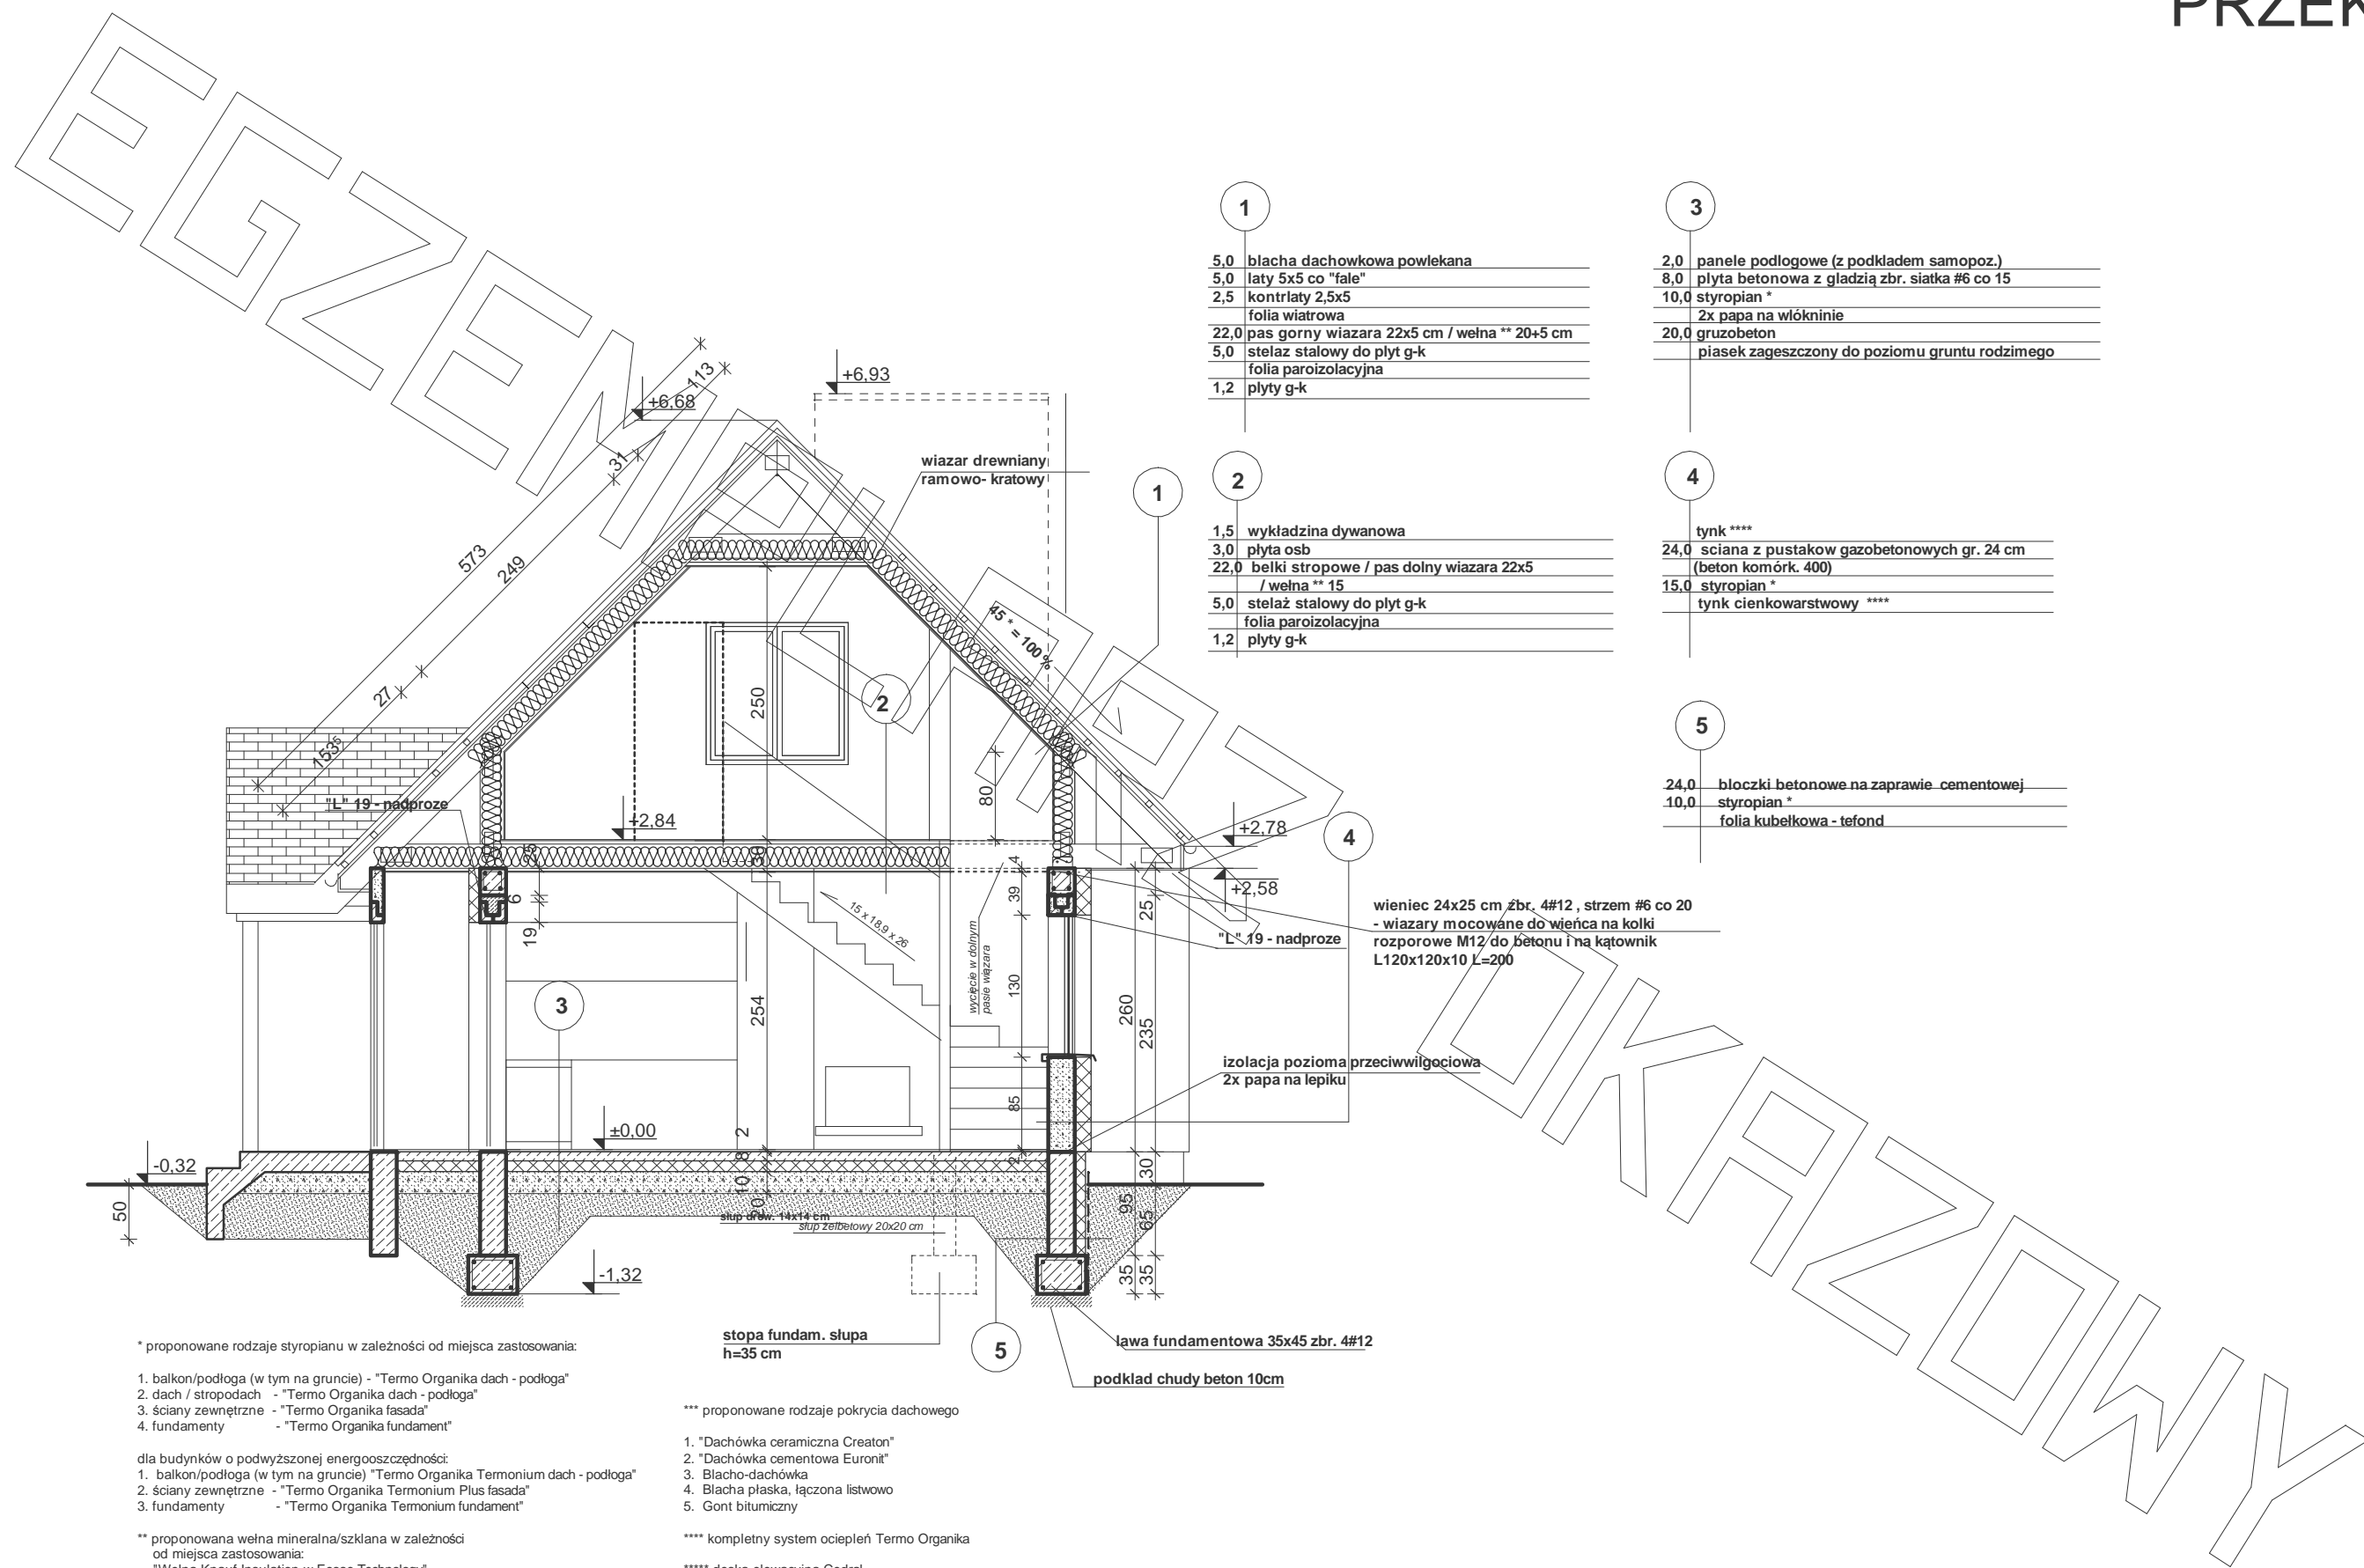 PRZEK
EGZEMPLARZ
OKAZOWY
1
5,0 blacha dachowkowa powlekana
5,0 laty 5x5 co "fale"
2,5 kontrlaty 2,5x5
folia wiatrowa
22,0 pas gorny wiazara 22x5 cm / wełna ** 20+5 cm
5,0 stelaz stalowy do plyt g-k
folia paroizolacyjna
1,2 plyty g-k
3
2,0 panele podlogowe (z podkladem samopoz.)
8,0 plyta betonowa z gladzią zbr. siatka #6 co 15
10,0 styropian *
2x papa na wlókninie
20,0 gruzobeton
piasek zageszczony do poziomu gruntu rodzimego
2
1,5 wykładzina dywanowa
3,0 płyta osb
22,0 belki stropowe / pas dolny wiazara 22x5
/ wełna ** 15
5,0 stelaż stalowy do plyt g-k
folia paroizolacyjna
1,2 plyty g-k
4
tynk ****
24,0 sciana z pustakow gazobetonowych gr. 24 cm
(beton komórk. 400)
15,0 styropian *
tynk cienkowarstwowy ****
5
24,0 bloczki betonowe na zaprawie cementowej
10,0 styropian *
folia kubełkowa - tefond
+6,93
+6,68
113
31
573
249
27
153⁵
wiazar drewniany
ramowo- kratowy
1
45 ° = 100 %
250
2
80
"L" 19 - nadproze
+2,84
+2,78
4
+2,58
25
30
4
39
25
6
19
15 x 18,9 x 26
wycięcie w dolnym
pasie wiązara
"L" 19 - nadproze
wieniec 24x25 cm zbr. 4#12 , strzem #6 co 20
- wiazary mocowane do wieńca na kolki
rozporowe M12 do betonu i na kątownik
L120x120x10 L=200
3
254
130
260
235
izolacja pozioma przeciwwilgociowa
2x papa na lepiku
85
±0,00
2
8
10
20
2
-0,32
50
30
95
65
35
35
słup drew. 14x14 cm
słup żelbetowy 20x20 cm
-1,32
stopa fundam. słupa
h=35 cm
5
lawa fundamentowa 35x45 zbr. 4#12
podklad chudy beton 10cm
* proponowane rodzaje styropianu w zależności od miejsca zastosowania:
1. balkon/podłoga (w tym na gruncie) - "Termo Organika dach - podłoga"
2. dach / stropodach - "Termo Organika dach - podłoga"
3. ściany zewnętrzne - "Termo Organika fasada"
4. fundamenty - "Termo Organika fundament"
dla budynków o podwyższonej energooszczędności:
1. balkon/podłoga (w tym na gruncie) "Termo Organika Termonium dach - podłoga"
2. ściany zewnętrzne - "Termo Organika Termonium Plus fasada"
3. fundamenty - "Termo Organika Termonium fundament"
** proponowana wełna mineralna/szklana w zależności
od miejsca zastosowania:
"Wełna Knauf Insulation w Ecose Technology"
*** proponowane rodzaje pokrycia dachowego
1. "Dachówka ceramiczna Creaton"
2. "Dachówka cementowa Euronit"
3. Blacho-dachówka
4. Blacha płaska, łączona listwowo
5. Gont bitumiczny
**** kompletny system ociepleń Termo Organika
***** deska elewacyjna Cedral